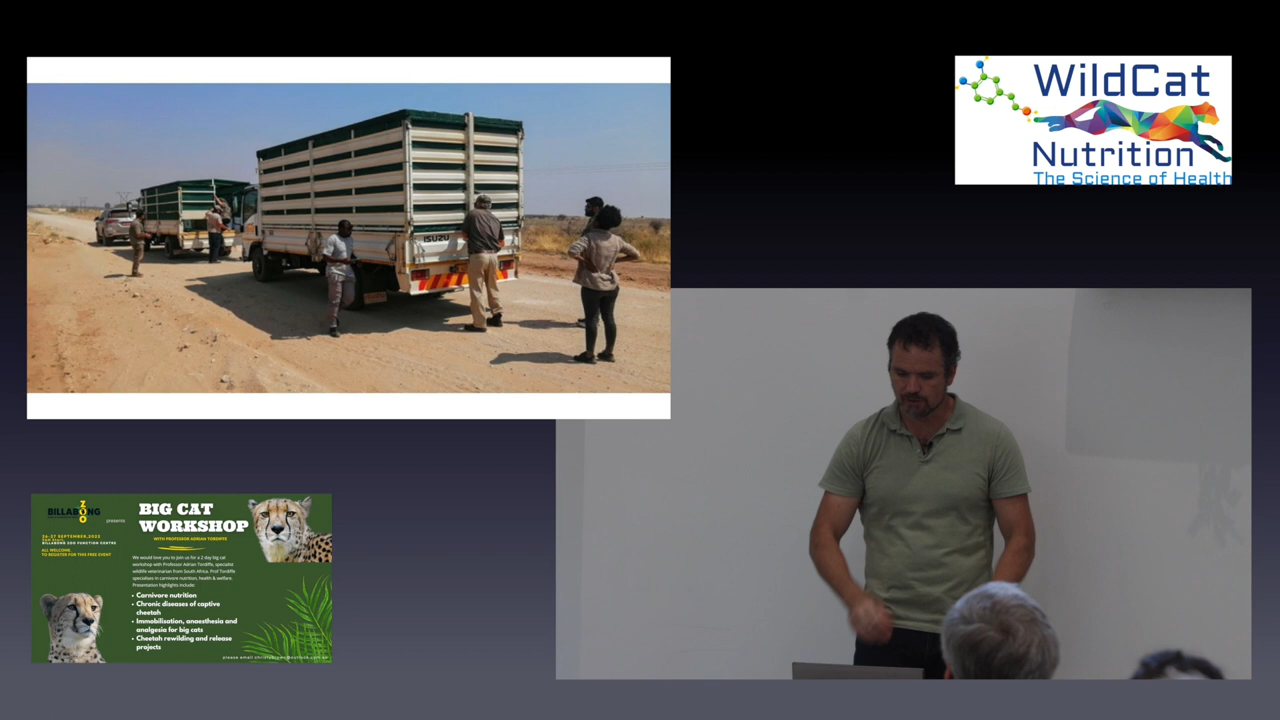 WildCat
Nutrition
The Science of Health
ISUZU
BILLABONG
ZOO
presents
BIG CAT
WORKSHOP
WITH PROFESSOR ADRIAN TORDIFFE
26-27 SEPTEMBER, 2022
BILLABONG ZOO FUNCTION CENTRE
ALL WELCOME.
TO REGISTER FOR THIS FREE EVENT
We would love you to join us for a 2 day big cat
workshop with Professor Adrian Tordiffe, specialist
wildlife veterinarian from South Africa. Prof Tordiffe
specialises in carnivore nutrition, health & welfare.
Presentation highlights include:
• Carnivore nutrition
• Chronic diseases of captive
cheetah
• Immobilisation, anaesthesia and
analgesia for big cats
• Cheetah rewilding and release
projects
please email